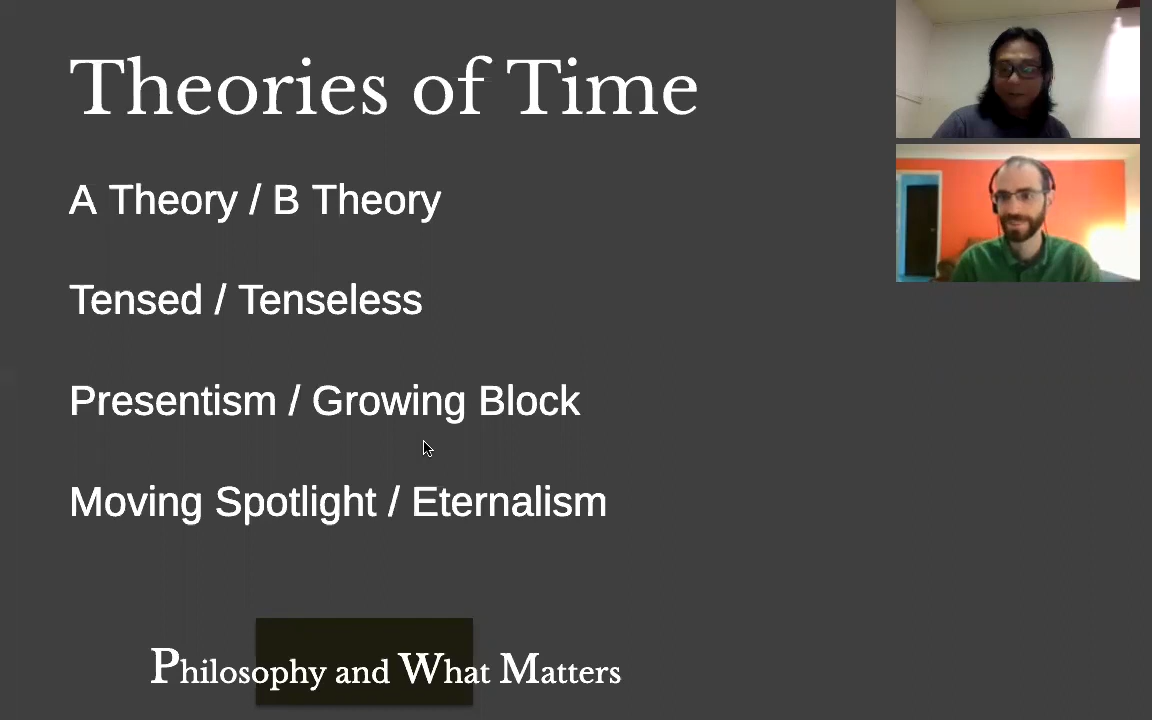 Theories of Time
A Theory / B Theory
Tensed / Tenseless
Presentism / Growing Block
Moving Spotlight / Eternalism
Philosophy and What Matters